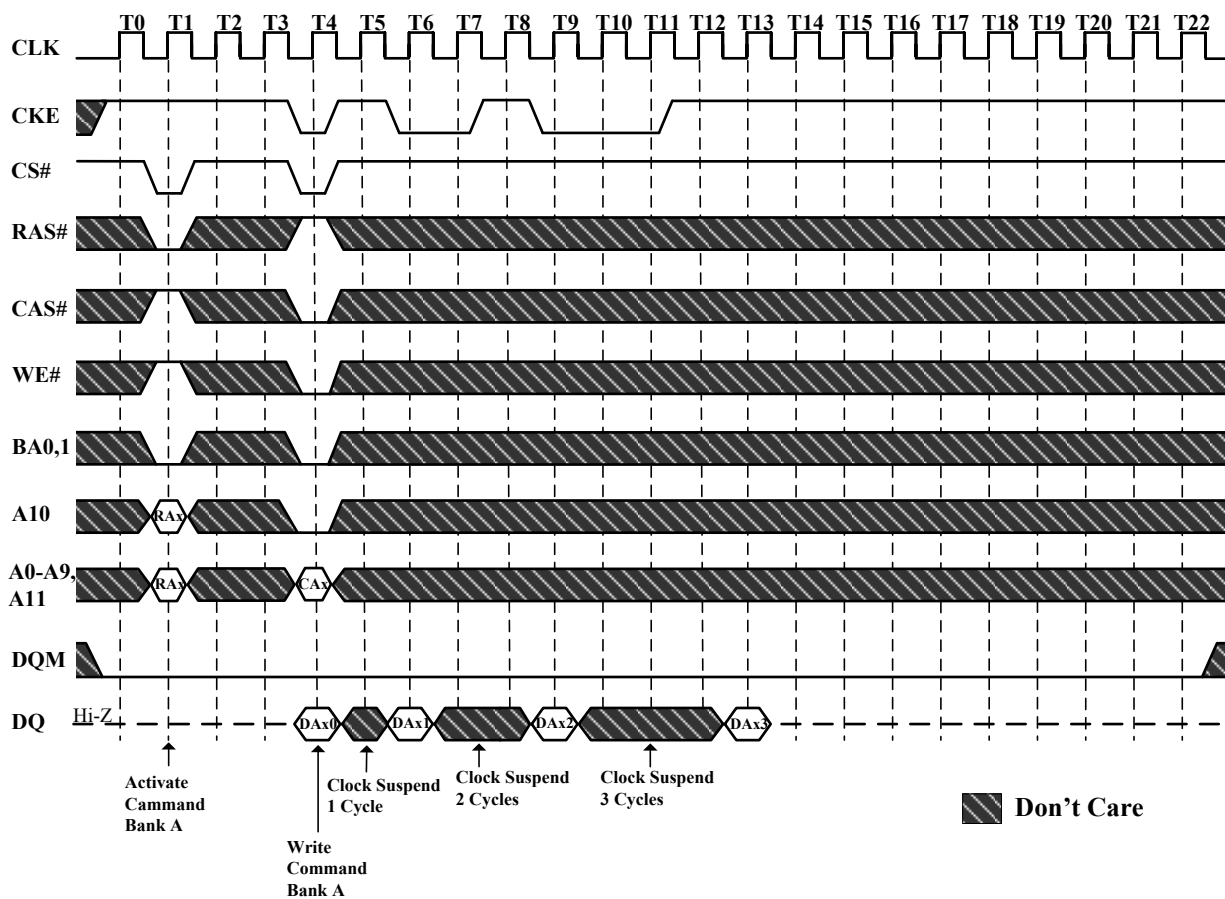 T0 T1 T2 T3 T4 T5 T6 T7 T8 T9 T10 T11 T12 T13 T14 T15 T16 T17 T18 T19 T20 T21 T22
CLK
CKE
CS#
RAS#
CAS#
WE#
BA0,1
A10
RAx
A0-A9,
A11
RAx CAx
DQM
DQ Hi-Z DAx0 DAx1 DAx2 DAx3
Activate
Cammand
Bank A
Write
Command
Bank A
Clock Suspend
1 Cycle
Clock Suspend
2 Cycles
Clock Suspend
3 Cycles
Don't Care